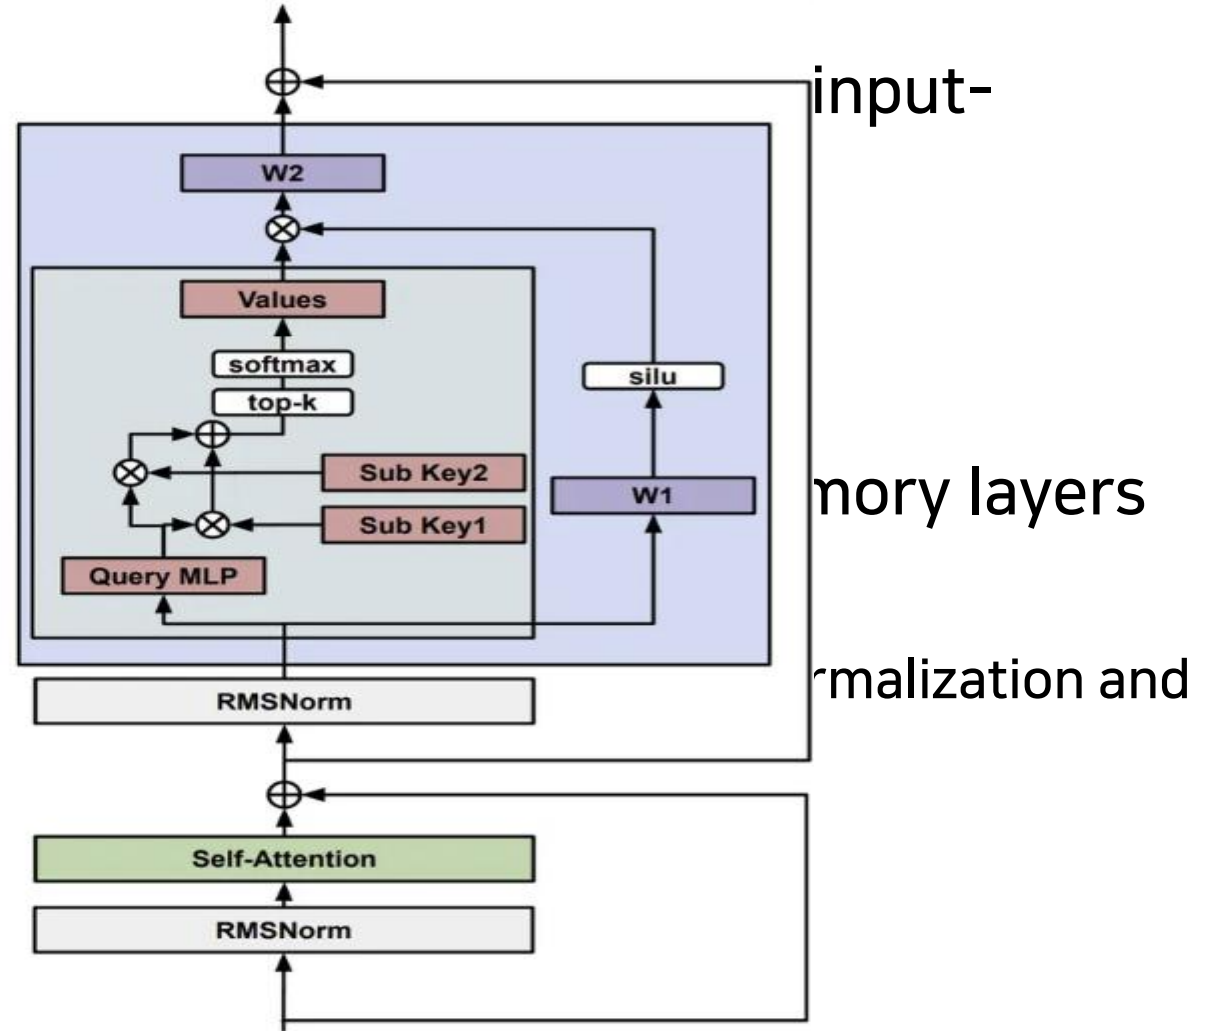 input-
W2
Values
softmax
silu
top-k
Sub Key2
W1
mory layers
Sub Key1
Query MLP
rmalization and
RMSNorm
Self-Attention
RMSNorm